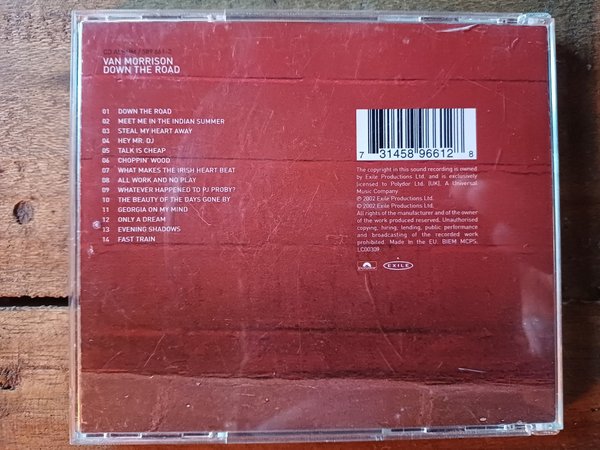 CD ALBUM / 589 661-2
VAN MORRISON
DOWN THE ROAD
01 DOWN THE ROAD
02 MEET ME IN THE INDIAN SUMMER
03 STEAL MY HEART AWAY
04 HEY MR. DJ
05 TALK IS CHEAP
06 CHOPPIN' WOOD
07 WHAT MAKES THE IRISH HEART BEAT
08 ALL WORK AND NO PLAY
09 WHATEVER HAPPENED TO PJ PROBY?
10 THE BEAUTY OF THE DAYS GONE BY
11 GEORGIA ON MY MIND
12 ONLY A DREAM
13 EVENING SHADOWS
14 FAST TRAIN
7 31458 96612 8
The copyright in this sound recording is owned
by Exile Productions Ltd. and is exclusively
licensed to Polydor Ltd. (UK). A Universal
Music Company.
℗ 2002 Exile Productions Ltd.
© 2002 Exile Productions Ltd.
All rights of the manufacturer and of the owner
of the work produced reserved. Unauthorised
copying, hiring, lending, public performance
and broadcasting of the recorded work
prohibited. Made in the EU. BIEM MCPS.
LC00309.
EXILE